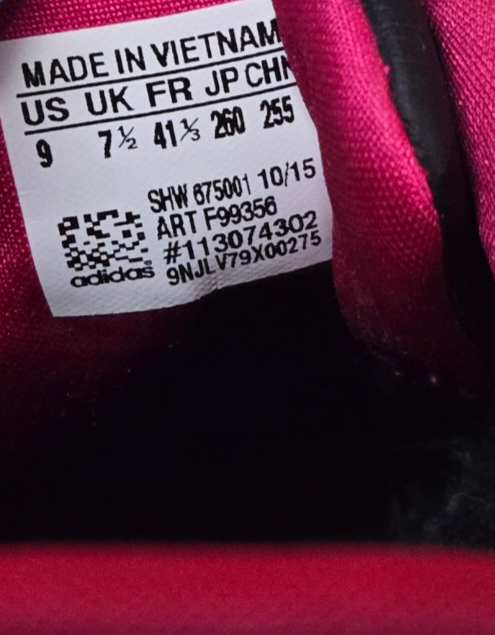 MADE IN VIETNAM
US UK FR JP CHN
9 7½ 41⅓ 260 255
SHW 675001 10/15
ART F99356
#113074302
adidas 9NJLV79X00275